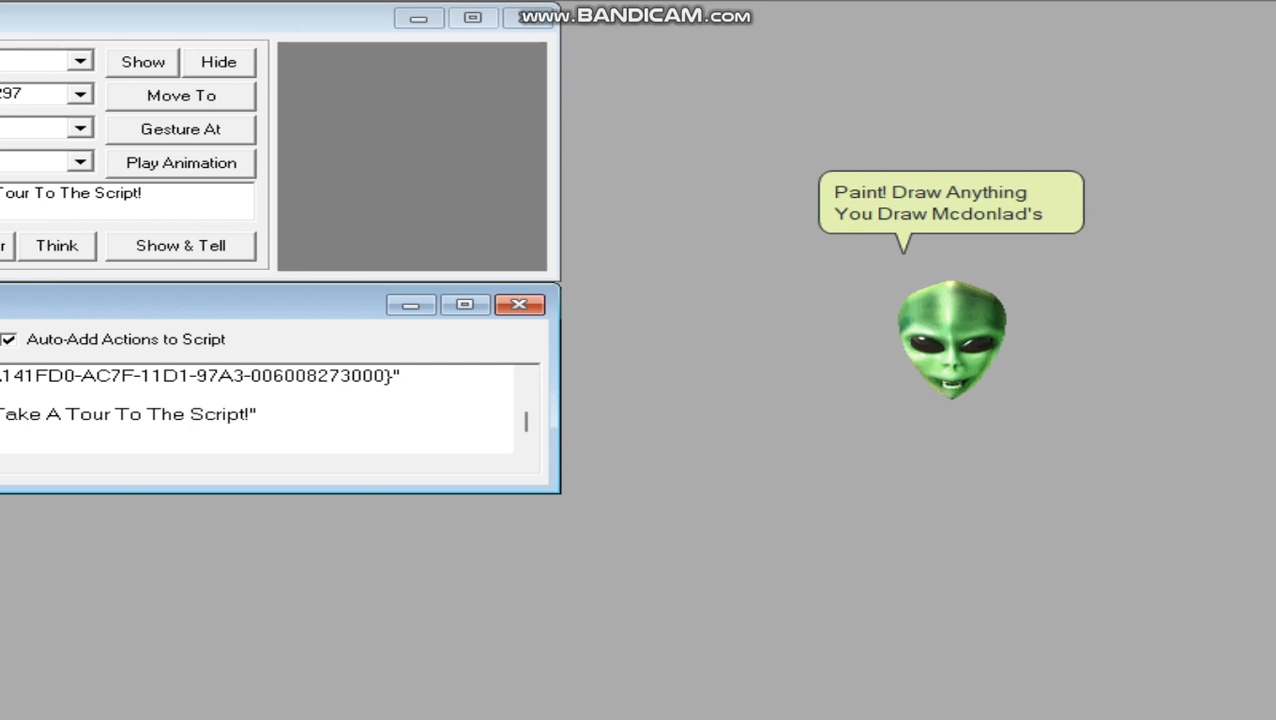 www.BANDICAM.com
Show
Hide
297
Move To
Gesture At
Play Animation
Tour To The Script!
Think
Show & Tell
Auto-Add Actions to Script
141FD0-AC7F-11D1-97A3-006008273000}"
Take A Tour To The Script!"
Paint! Draw Anything
You Draw Mcdonlad's